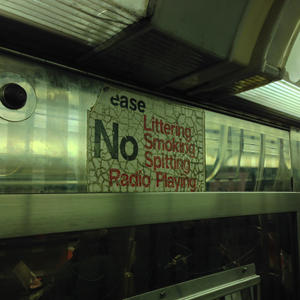 ease
No
Littering
Smoking
Spitting
Radio Playing